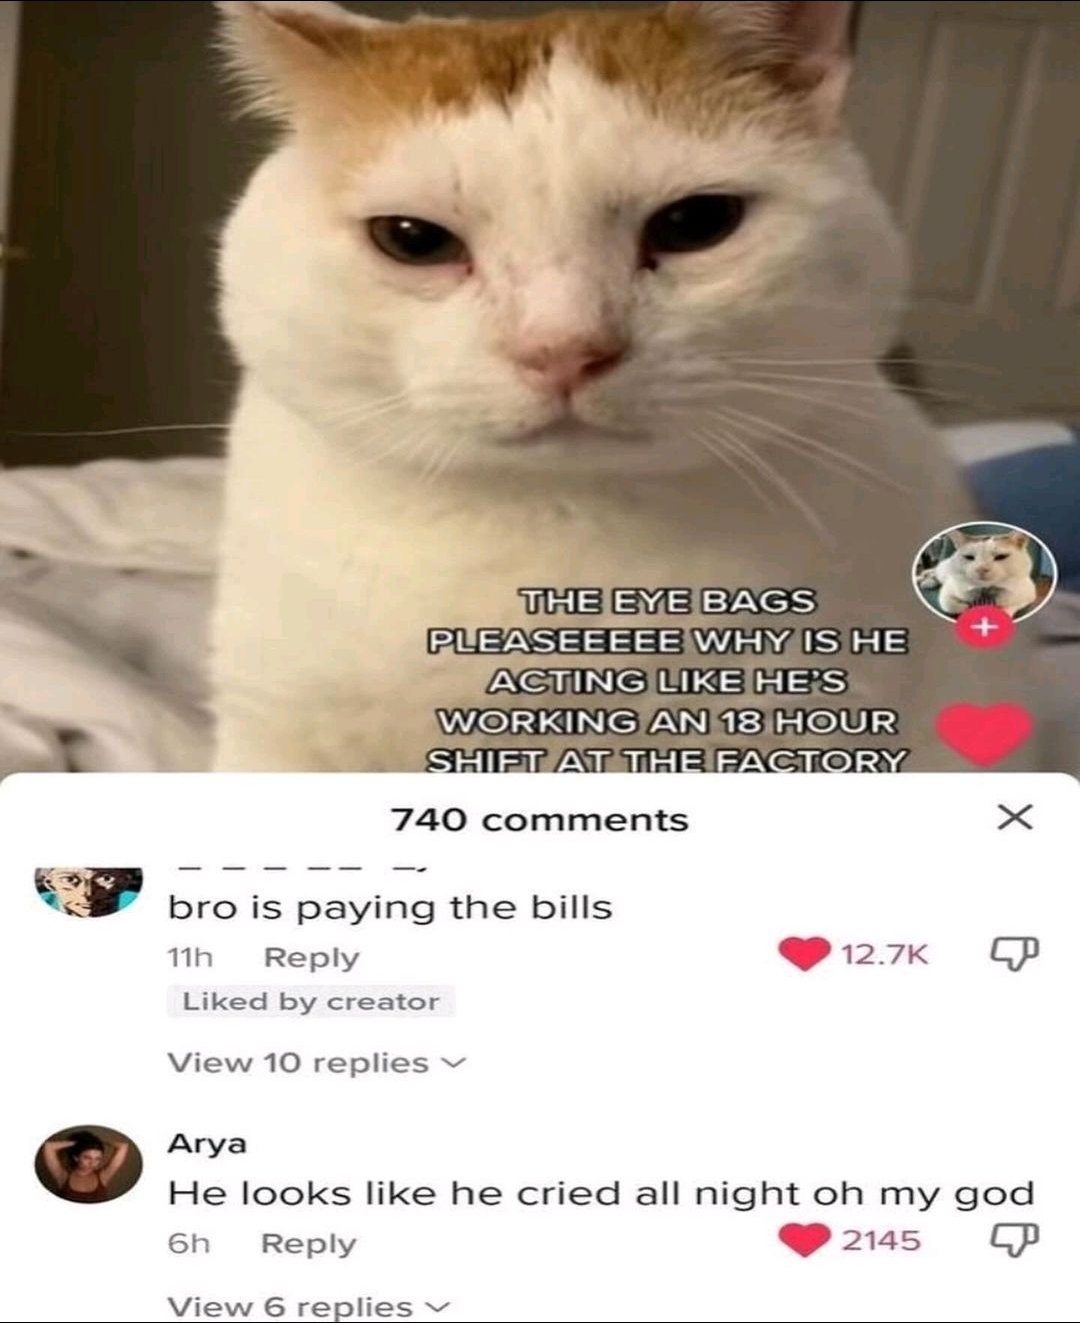 THE EYE BAGS
PLEASEEEEE WHY IS HE
ACTING LIKE HE'S
WORKING AN 18 HOUR
SHIFT AT THE FACTORY
740 comments
bro is paying the bills
11h Reply 12.7K
Liked by creator
View 10 replies
Arya
He looks like he cried all night oh my god
6h Reply 2145
View 6 replies